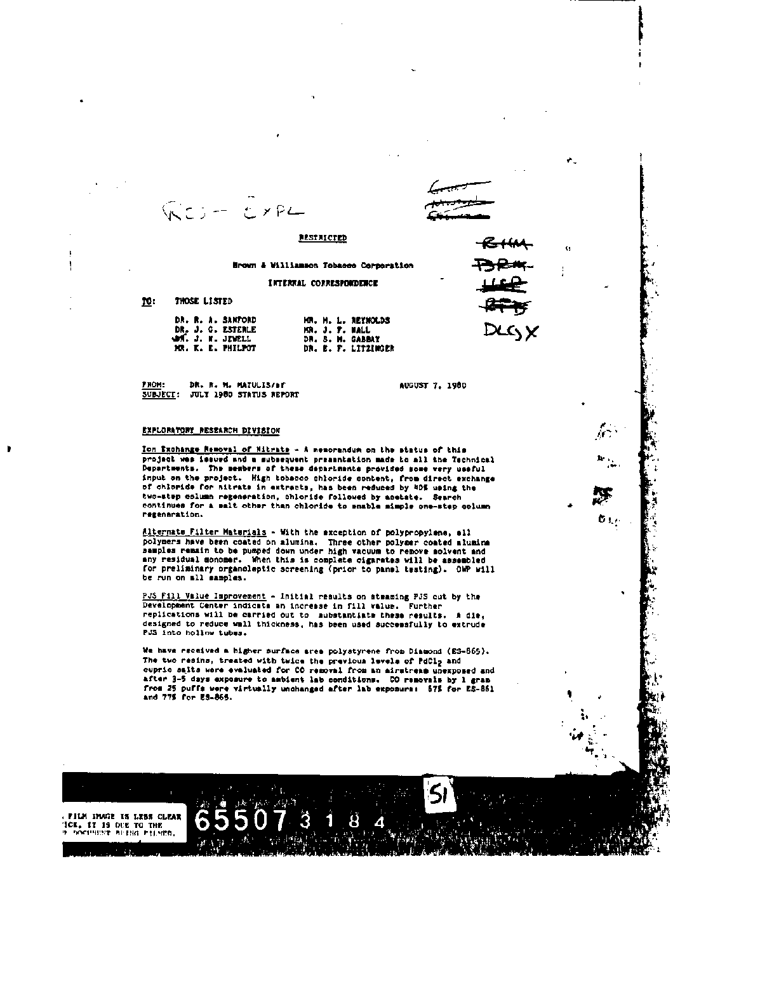 RCS - EXPL
RESTRICTED
RHM
Brown & Williamson Tobacco Corporation
INTERNAL CORRESPONDENCE
TO: THOSE LISTED
DR. R. A. SANFORD MR. M. L. REYNOLDS
DR. J. G. ESTERLE MR. J. F. WALL
J. N. JEWELL DR. S. M. GABBAY
MR. K. E. PHILPOT DR. E. F. LITZINGER
FROM: DR. R. M. MATULIS/ AUGUST 7, 1980
SUBJECT: JULY 1980 STATUS REPORT
EXPLORATORY RESEARCH DIVISION
Ion Exchange Removal of Nitrate - A memorandum on the status of this
project was issued and a subsequent presentation made to all the Technical
Departments. The members of these departments provided some very useful
input on the project. High tobacco chloride content, from direct exchange
of chloride for nitrate in extracts, has been reduced by 40% using the
two-step column regeneration, chloride followed by acetate. Search
continues for a salt other than chloride to enable simple one-step column
regeneration.
Alternate Filter Materials - With the exception of polypropylene, all
polymers have been coated on alumina. Three other polymer coated alumina
samples remain to be pumped down under high vacuum to remove solvent and
any residual monomer. When this is complete cigarettes will be assembled
for preliminary organoleptic screening (prior to panel testing). OWP will
be run on all samples.
PJS Fill Value Improvement - Initial results on steaming PJS cut by the
Development Center indicate an increase in fill value. Further
replications will be carried out to substantiate these results. A die,
designed to reduce wall thickness, has been used successfully to extrude
PJS into hollow tubes.
We have received a higher surface area polystyrene from Diamond (ES-865).
The two resins, treated with twice the previous levels of PdCl2 and
cupric salts were evaluated for CO removal from an airstream unexposed and
after 3-5 days exposure to ambient lab conditions. CO removals by 1 gram
from 25 puffs were virtually unchanged after lab exposure: 67% for ES-861
and 77% for ES-865.
51
FILM IMAGE IS LESS CLEAR
IT IS DUE TO THE
DOCUMENT BEING FILMED.
655073184